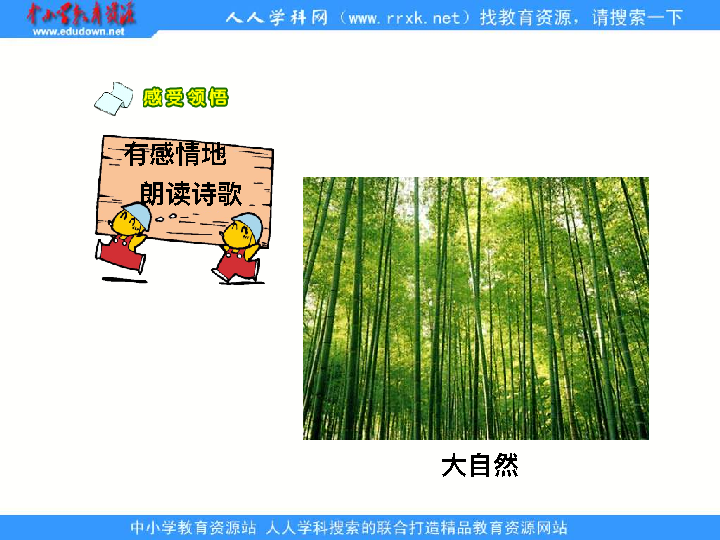 中小学教育资源
www.edudown.net
人人学科网（www.rrxk.net）找教育资源，请搜索一下
感受领悟
有感情地
朗读诗歌
大自然
中小学教育资源站 人人学科搜索的联合打造精品教育资源网站